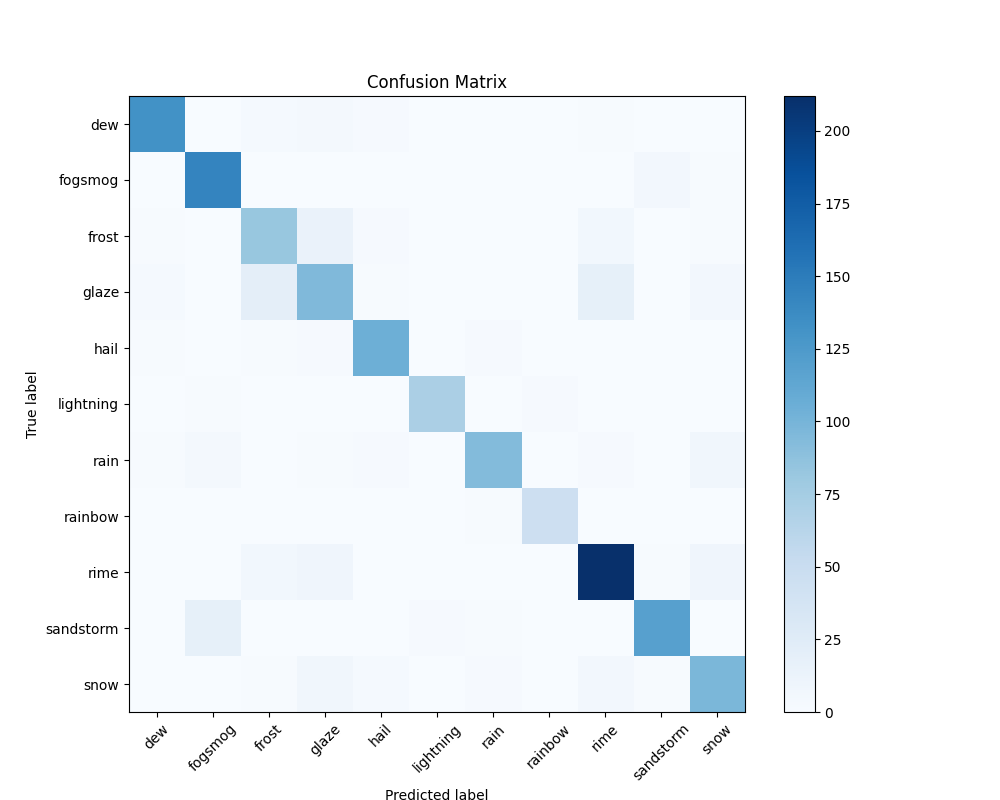 Confusion Matrix
True label
dew
fogsmog
frost
glaze
hail
lightning
rain
rainbow
rime
sandstorm
snow
dew fogsmog frost glaze hail lightning rain rainbow rime sandstorm snow
Predicted label
200
175
150
125
100
75
50
25
0